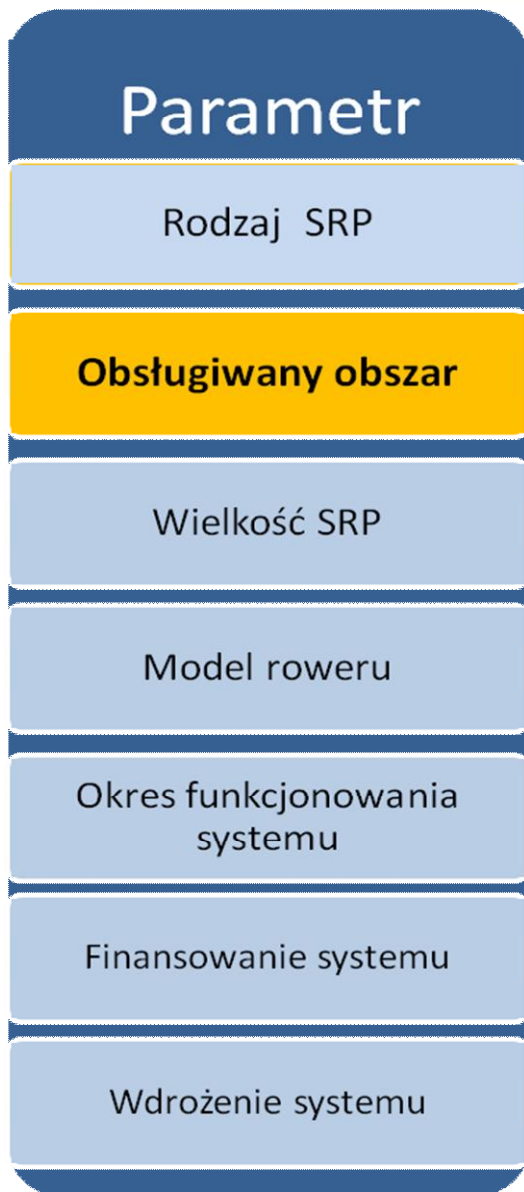 Parametr
Rodzaj SRP
Obsługiwany obszar
Wielkość SRP
Model roweru
Okres funkcjonowania
systemu
Finansowanie systemu
Wdrożenie systemu